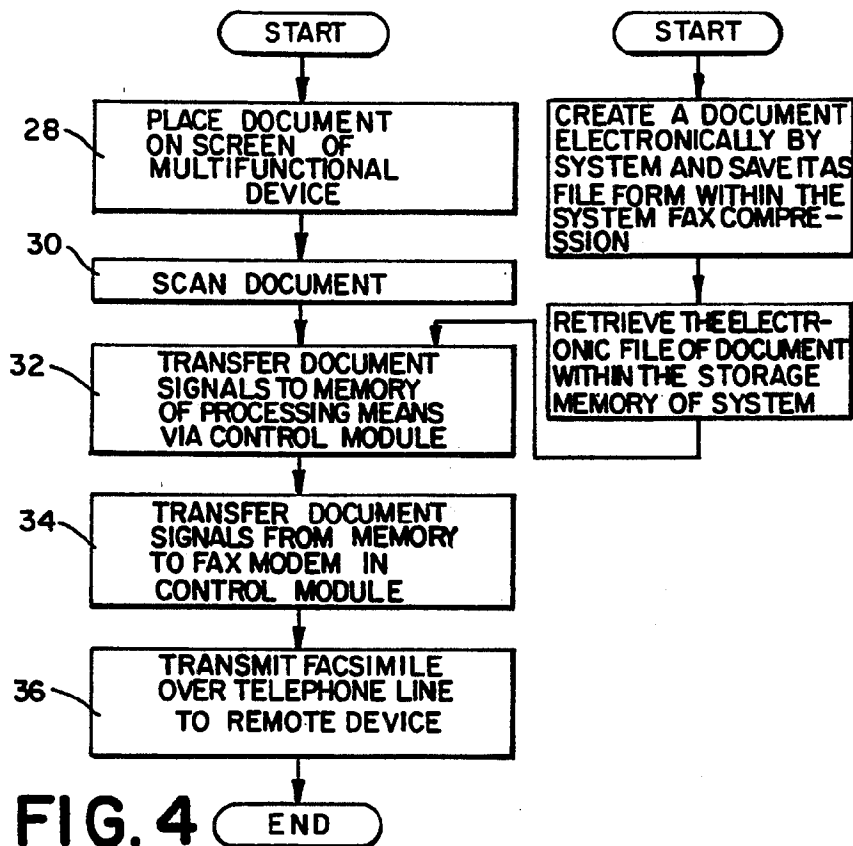 START
28
PLACE DOCUMENT
ON SCREEN OF
MULTIFUNCTIONAL
DEVICE
30
SCAN DOCUMENT
32
TRANSFER DOCUMENT
SIGNALS TO MEMORY
OF PROCESSING MEANS
VIA CONTROL MODULE
34
TRANSFER DOCUMENT
SIGNALS FROM MEMORY
TO FAX MODEM IN
CONTROL MODULE
36
TRANSMIT FACSIMILE
OVER TELEPHONE LINE
TO REMOTE DEVICE
END
START
CREATE A DOCUMENT
ELECTRONICALLY BY
SYSTEM AND SAVE IT AS
FILE FORM WITHIN THE
SYSTEM FAX COMPRE-
SSION
RETRIEVE THE ELECTR-
ONIC FILE OF DOCUMENT
WITHIN THE STORAGE
MEMORY OF SYSTEM
FIG. 4